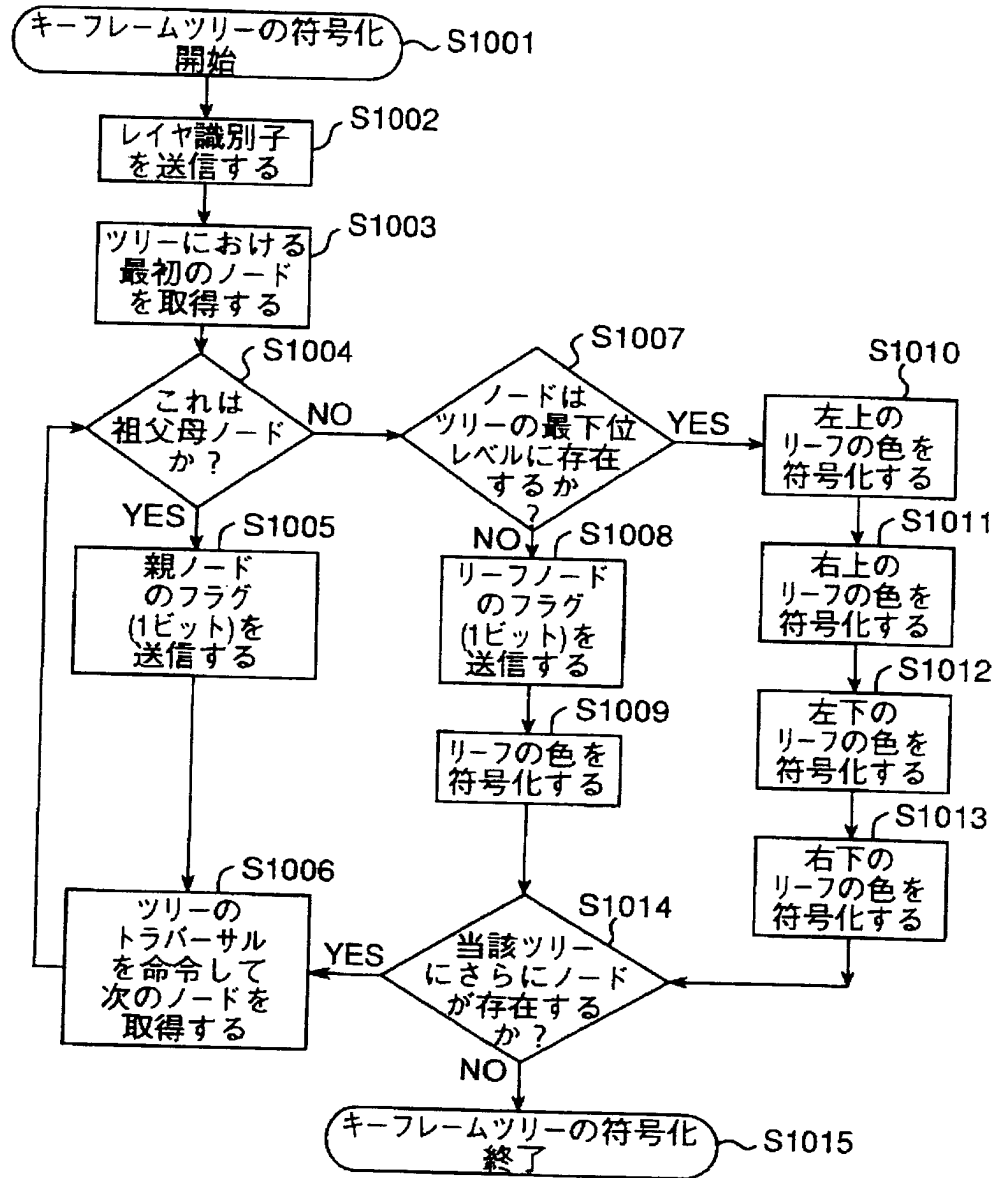 キーフレームツリーの符号化
開始
S1001
レイヤ識別子
を送信する
S1002
ツリーにおける
最初のノード
を取得する
S1003
これは
祖父母ノード
か?
S1004
NO
YES
親ノード
のフラグ
(1ビット)を
送信する
S1005
ツリーの
トラバーサル
を命令して
次のノードを
取得する
S1006
ノードは
ツリーの最下位
レベルに存在
するか
?
S1007
YES
NO
リーフノード
のフラグ
(1ビット)を
送信する
S1008
リーフの色を
符号化する
S1009
左上の
リーフの色を
符号化する
S1010
右上の
リーフの色を
符号化する
S1011
左下の
リーフの色を
符号化する
S1012
右下の
リーフの色を
符号化する
S1013
当該ツリー
にさらにノード
が存在する
か?
S1014
YES
NO
キーフレームツリーの符号化
終了
S1015